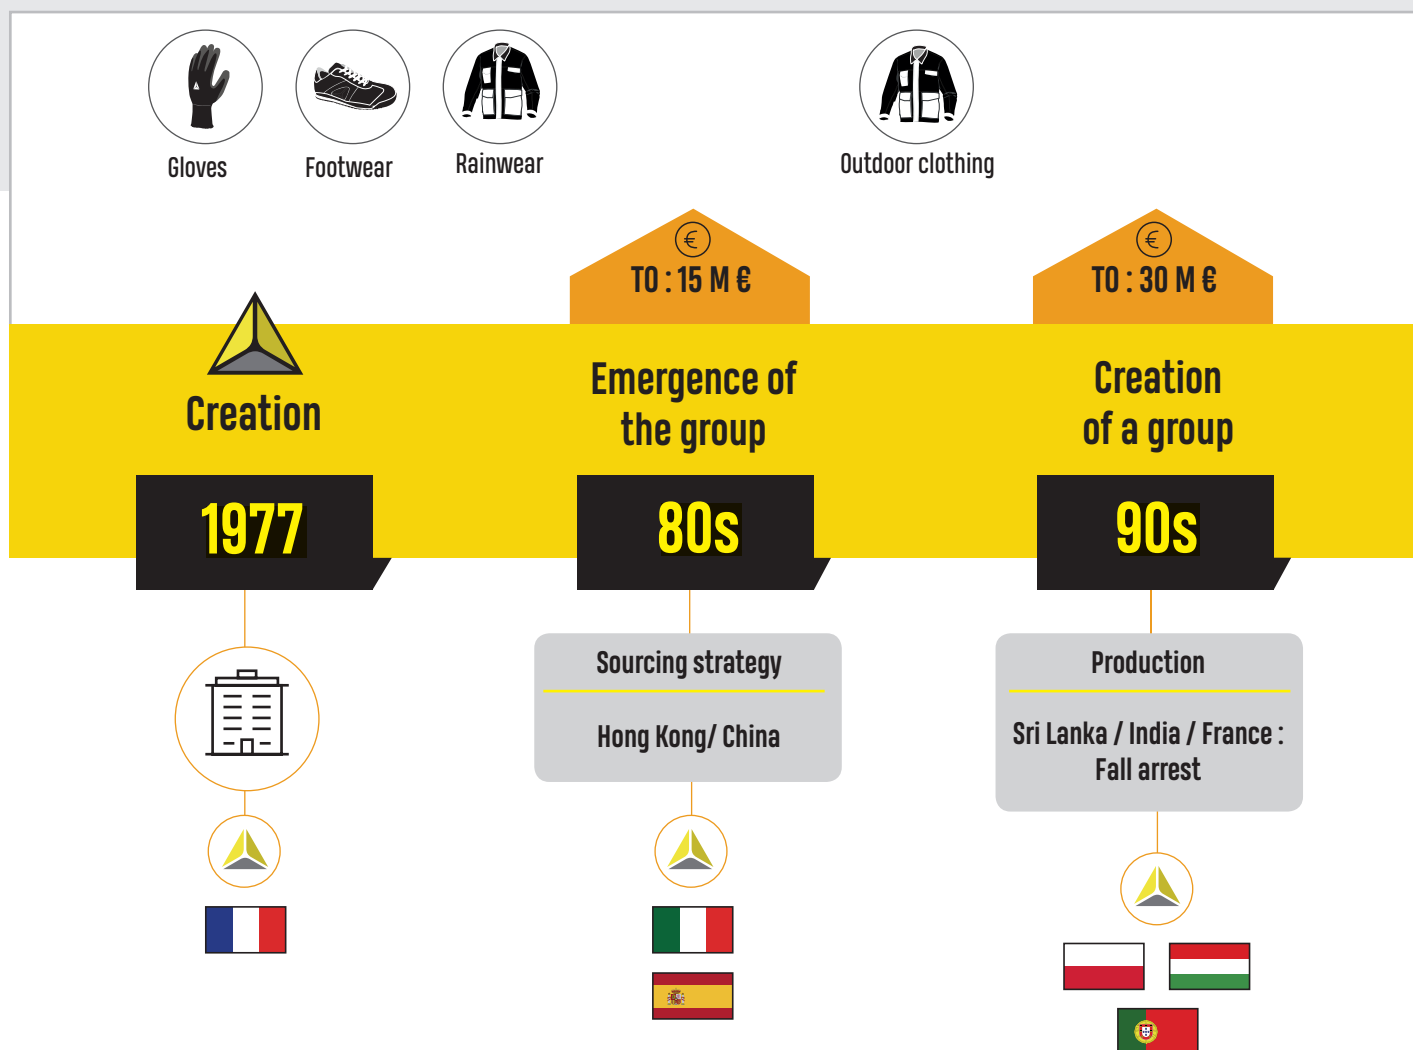 Gloves
Footwear
Rainwear
Outdoor clothing
€
TO : 15 M €
€
TO : 30 M €
Creation
Emergence of
the group
Creation
of a group
1977
80s
90s
Sourcing strategy
Hong Kong/ China
Production
Sri Lanka / India / France :
Fall arrest